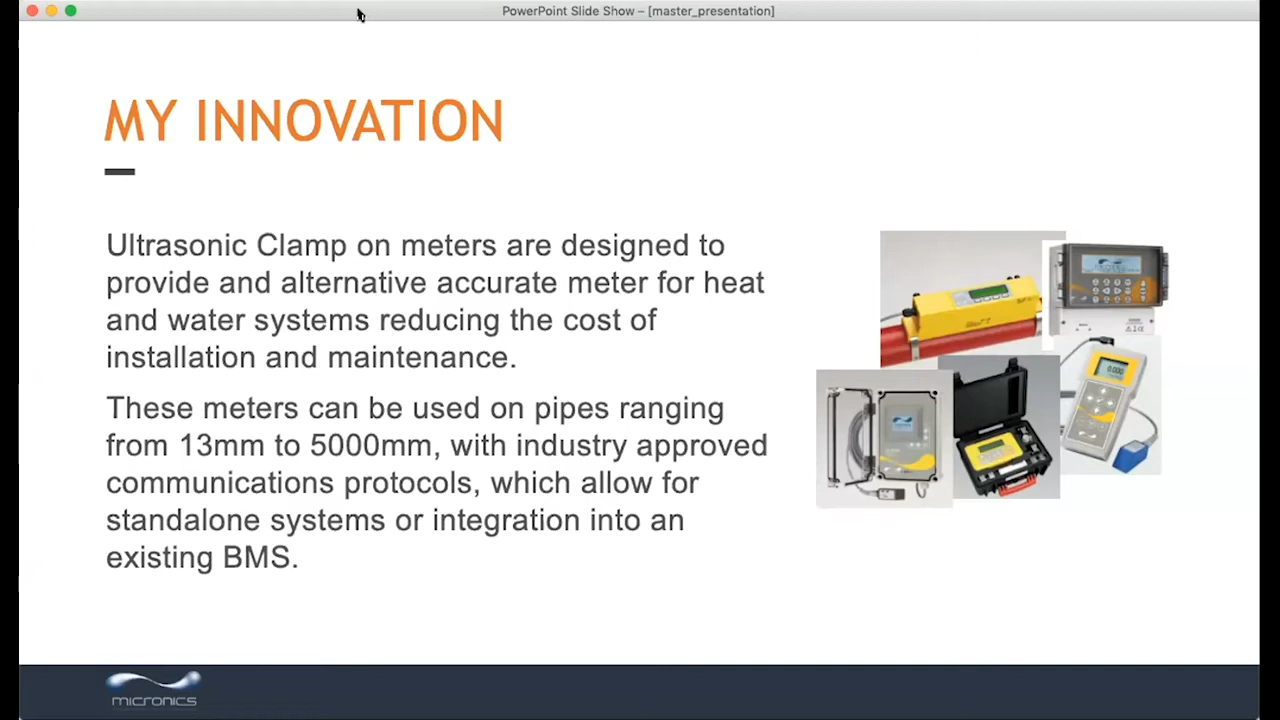 PowerPoint Slide Show – [master_presentation]
MY INNOVATION
Ultrasonic Clamp on meters are designed to
provide and alternative accurate meter for heat
and water systems reducing the cost of
installation and maintenance.
These meters can be used on pipes ranging
from 13mm to 5000mm, with industry approved
communications protocols, which allow for
standalone systems or integration into an
existing BMS.
0.000
micronics